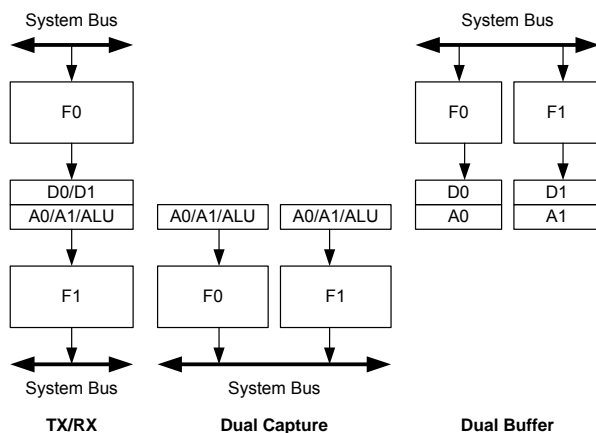 System Bus
System Bus
F0
F0
F1
D0/D1
D0
D1
A0/A1/ALU
A0/A1/ALU
A0/A1/ALU
A0
A1
F1
F0
F1
System Bus
System Bus
TX/RX
Dual Capture
Dual Buffer